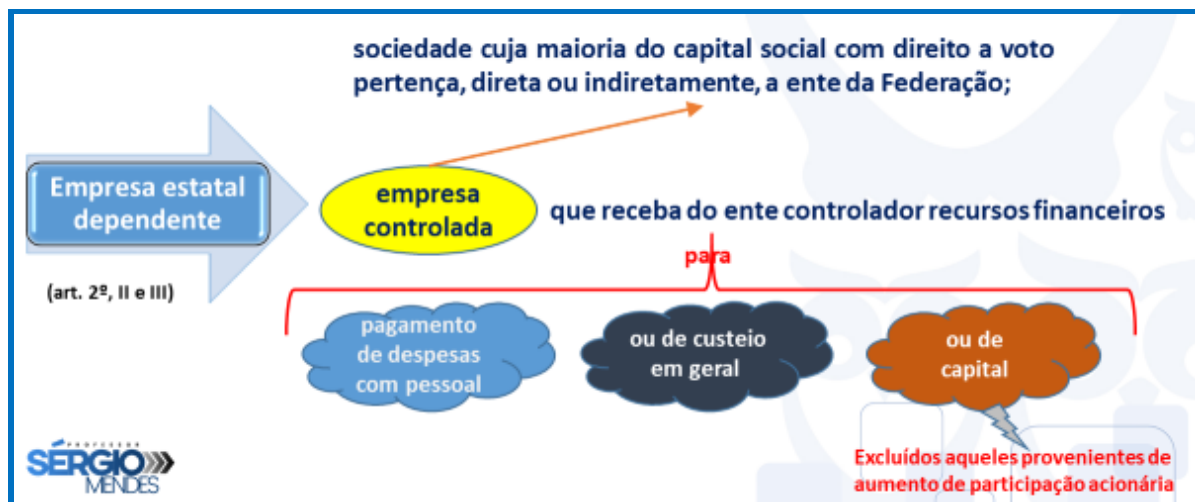 sociedade cuja maioria do capital social com direito a voto
pertença, direta ou indiretamente, a ente da Federação;
Empresa estatal
dependente
(art. 2º, II e III)
empresa
controlada
que receba do ente controlador recursos financeiros
para
pagamento
de despesas
com pessoal
ou de custeio
em geral
ou de
capital
Excluídos aqueles provenientes de
aumento de participação acionária
PROFESSOR
SÉRGIO
MENDES